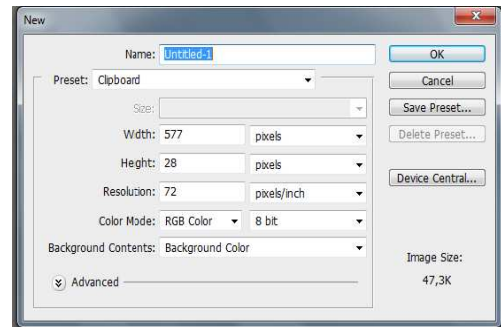 New
Name: Untitled-1
OK
Preset: Clipboard
Cancel
Size:
Save Preset...
Width: 577 pixels
Delete Preset...
Height: 28 pixels
Resolution: 72 pixels/inch
Device Central...
Color Mode: RGB Color 8 bit
Background Contents: Background Color
Image Size:
Advanced
47,3K